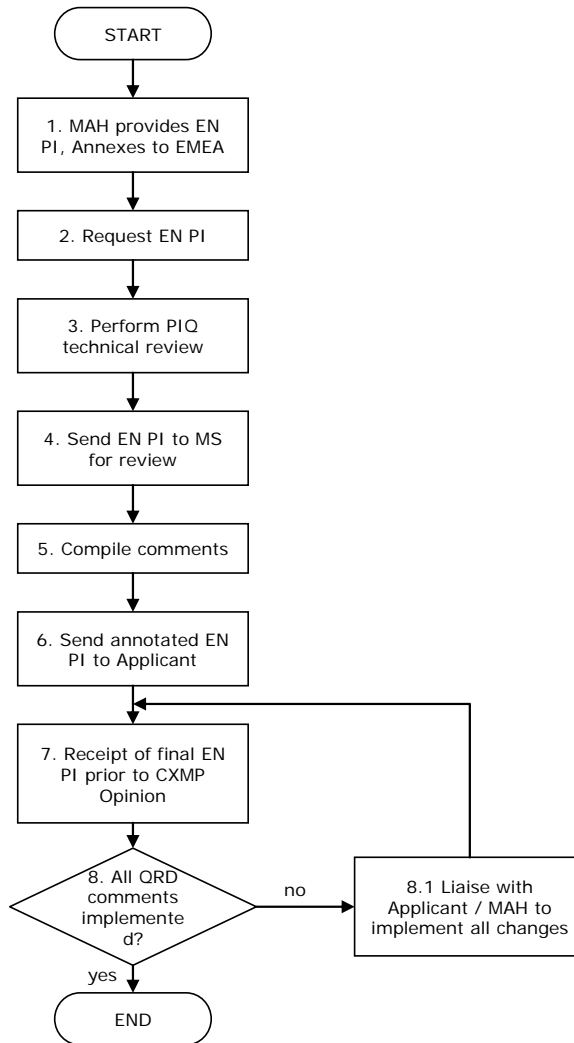 START
1. MAH provides EN
PI, Annexes to EMEA
2. Request EN PI
3. Perform PIQ
technical review
4. Send EN PI to MS
for review
5. Compile comments
6. Send annotated EN
PI to Applicant
7. Receipt of final EN
PI prior to CXMP
Opinion
8. All QRD
comments
implemente
d?
no
8.1 Liaise with
Applicant / MAH to
implement all changes
yes
END